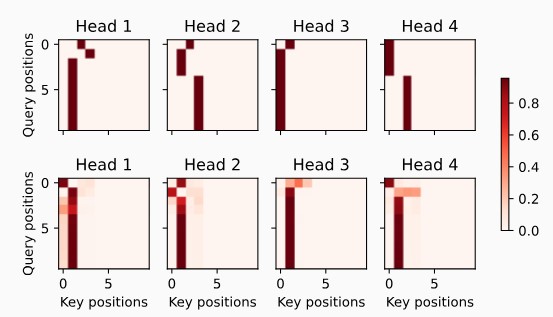 Head 1 Head 2 Head 3 Head 4
Query positions
0
5
0.8
0.6
0.4
0.2
0.0
Head 1 Head 2 Head 3 Head 4
Query positions
0
5
0 5 0 5 0 5 0 5
Key positions Key positions Key positions Key positions